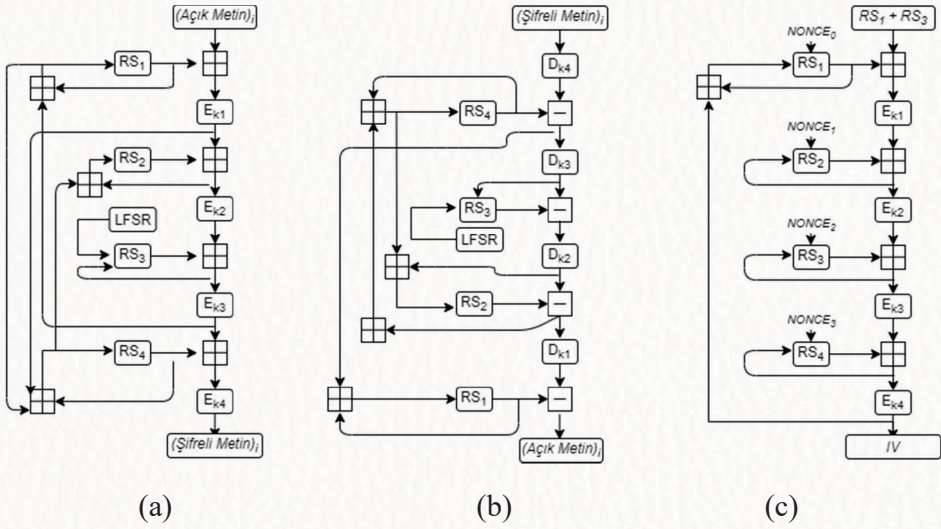 (Açık Metin)i
RS1
Ek1
RS2
Ek2
LFSR
RS3
Ek3
RS4
Ek4
(Şifreli Metin)i
(a)
(Şifreli Metin)i
Dk4
RS4
Dk3
RS3
LFSR
Dk2
RS2
Dk1
RS1
(Açık Metin)i
(b)
RS1 + RS3
NONCE0
RS1
Ek1
NONCE1
RS2
Ek2
NONCE2
RS3
Ek3
NONCE3
RS4
Ek4
IV
(c)